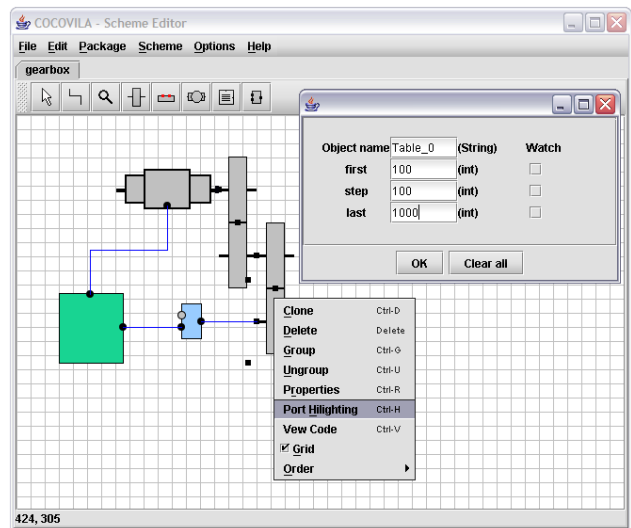 COCOVILA - Scheme Editor
File Edit Package Scheme Options Help
gearbox
Object name Table_0 (String) Watch
first 100 (int)
step 100 (int)
last 1000 (int)
OK Clear all
Clone Ctrl-D
Delete Delete
Group Ctrl-G
Ungroup Ctrl-U
Properties Ctrl-R
Port Hilighting Ctrl-H
Vew Code Ctrl-V
Grid
Order
424, 305